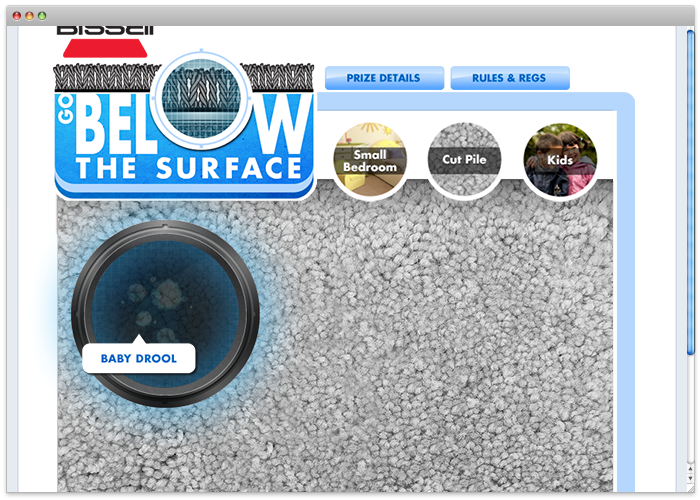 BISSELL
PRIZE DETAILS
RULES & REGS
GO
BELOW
THE SURFACE
Small
Bedroom
Cut Pile
Kids
BABY DROOL